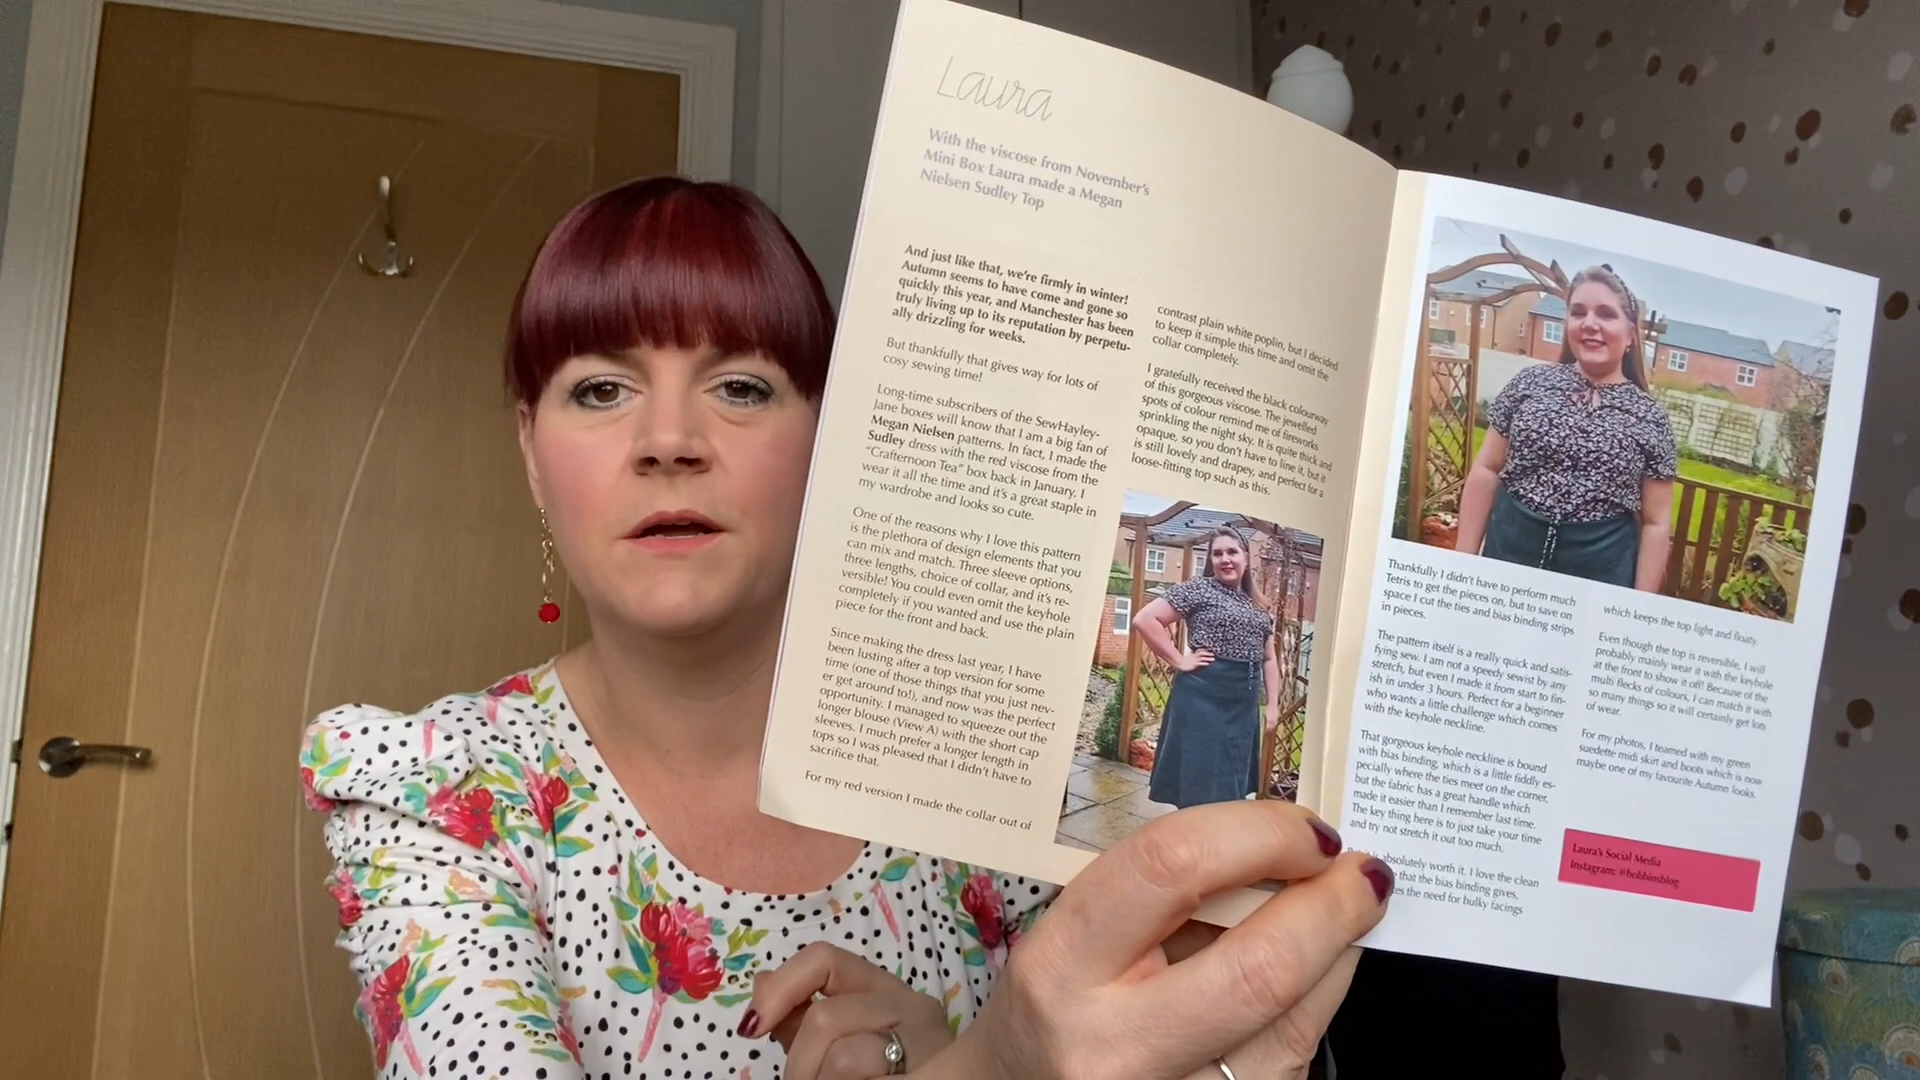 Laura
With the viscose from November's
Mini Box Laura made a Megan
Nielsen Sudley Top
And just like that, we're firmly in winter!
Autumn seems to have come and gone so
quickly this year, and Manchester has been
truly living up to its reputation by perpetu-
ally drizzling for weeks.
But thankfully that gives way for lots of
cosy sewing time!
Long-time subscribers of the SewHayley-
Jane boxes will know that I am a big fan of
Megan Nielsen patterns. In fact, I made the
Sudley dress with the red viscose from the
"Crafternoon Tea" box back in January. I
wear it all the time and it's a great staple in
my wardrobe and looks so cute.
One of the reasons why I love this pattern
is the plethora of design elements that you
can mix and match. Three sleeve options,
three lengths, choice of collar, and it's re-
versible! You could even omit the keyhole
completely if you wanted and use the plain
piece for the front and back.
Since making the dress last year, I have
been lusting after a top version for some
time (one of those things that you just nev-
er get around to!), and now was the perfect
opportunity. I managed to squeeze out the
longer blouse (View A) with the short cap
sleeves. I much prefer a longer length in
tops so I was pleased that I didn't have to
sacrifice that.
For my red version I made the collar out of
contrast plain white poplin, but I decided
to keep it simple this time and omit the
collar completely.
I gratefully received the black colourway
of this gorgeous viscose. The jewelled
spots of colour remind me of fireworks
sprinkling the night sky. It is quite thick and
opaque, so you don't have to line it, but it
is still lovely and drapey, and perfect for a
loose-fitting top such as this.
Thankfully I didn't have to perform much
Tetris to get the pieces on, but to save on
space I cut the ties and bias binding strips
in pieces.
The pattern itself is a really quick and satis-
fying sew. I am not a speedy sewist by any
stretch, but even I made it from start to fin-
ish in under 3 hours. Perfect for a beginner
who wants a little challenge which comes
with the keyhole neckline.
That gorgeous keyhole neckline is bound
with bias binding, which is a little fiddly es-
pecially where the ties meet on the corner,
but the fabric has a great handle which
made it easier than I remember last time.
The key thing here is to just take your time
and try not stretch it out too much.
is absolutely worth it. I love the clean
that the bias binding gives,
the need for bulky facings
which keeps the top light and floaty.
Even though the top is reversible, I will
probably mainly wear it with the keyhole
at the front to show it off! Because of the
multi flecks of colours, I can match it with
so many things so it will certainly get lots
of wear.
For my photos, I teamed with my green
suedette midi skirt and boots which is now
maybe one of my favourite Autumn looks.
Laura's Social Media
Instagram: @bobbinsblog